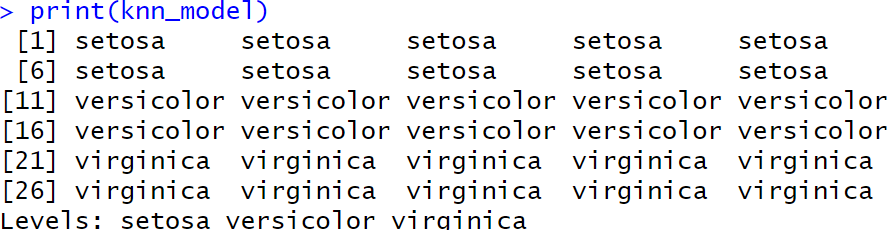 > print(knn_model)
[1] setosa setosa setosa setosa setosa
[6] setosa setosa setosa setosa setosa
[11] versicolor versicolor versicolor versicolor versicolor
[16] versicolor versicolor versicolor versicolor versicolor
[21] virginica virginica virginica virginica virginica
[26] virginica virginica virginica virginica virginica
Levels: setosa versicolor virginica